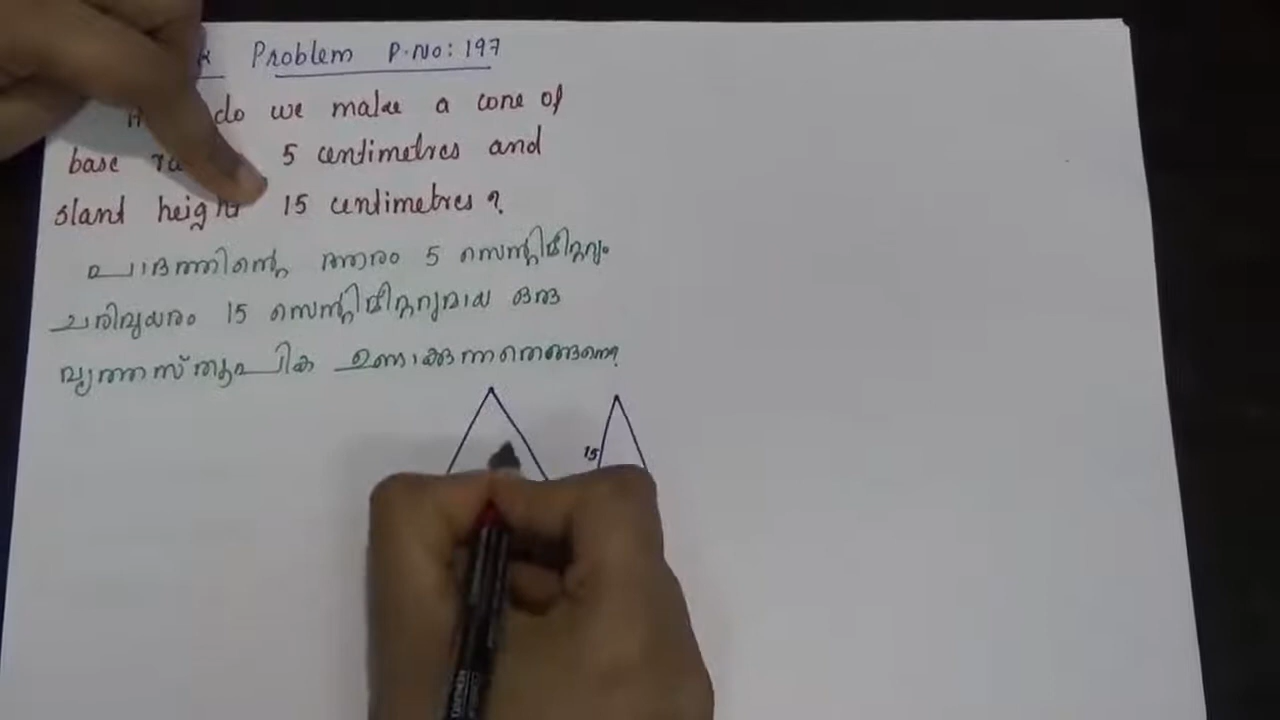 Problem P.No: 197
do we make a cone of
base 5 centimetres and
slant height 15 centimetres ?
പാദത്തിന്റെ ആരം 5 സെന്റിമീറ്ററും
ചരിവുയരം 15 സെന്റിമീറ്ററുമായ ഒരു
വൃത്തസ്തൂപിക ഉണ്ടാക്കുന്നതെങ്ങനെ?
15